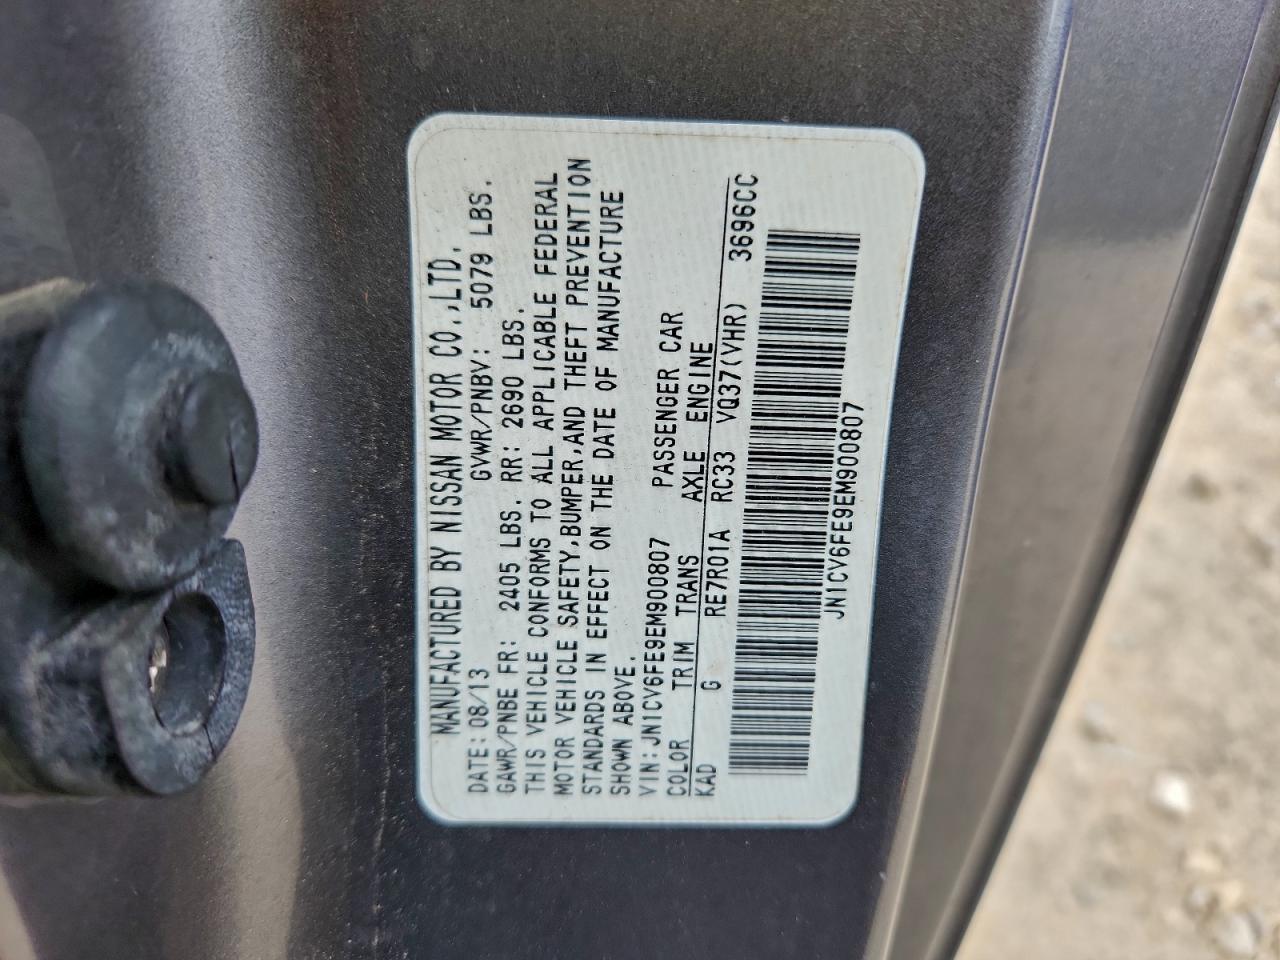 MANUFACTURED BY NISSAN MOTOR CO.,LTD.
DATE:08/13 GVWR/PNBV: 5079 LBS.
GAWR/PNBE FR: 2405 LBS. RR: 2690 LBS.
THIS VEHICLE CONFORMS TO ALL APPLICABLE FEDERAL
MOTOR VEHICLE SAFETY,BUMPER,AND THEFT PREVENTION
STANDARDS IN EFFECT ON THE DATE OF MANUFACTURE
SHOWN ABOVE.
VIN:JN1CV6FE9EM900807 PASSENGER CAR
COLOR TRIM TRANS AXLE ENGINE
KAD G RE7R01A RC33 VQ37(VHR) 3696CC
JN1CV6FE9EM900807